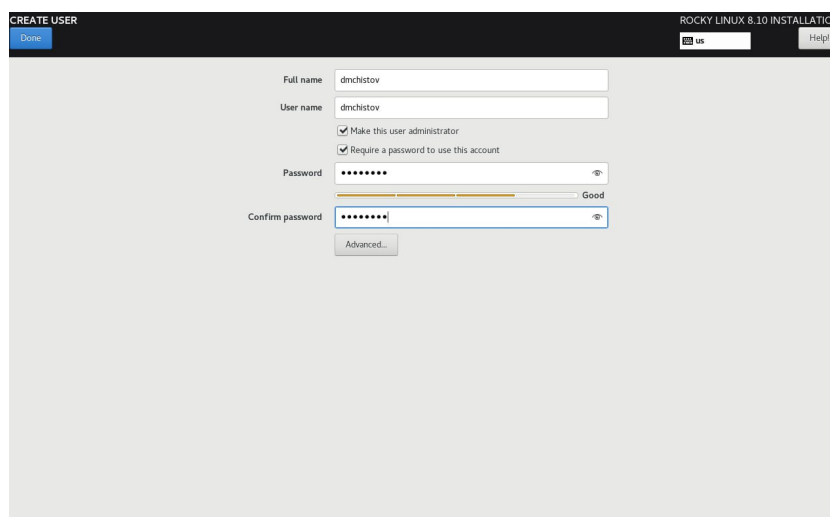 CREATE USER
ROCKY LINUX 8.10 INSTALLATIO
Done
us
Help!
Full name
dmchistov
User name
dmchistov
Make this user administrator
Require a password to use this account
Password
••••••••
Good
Confirm password
••••••••
Advanced...